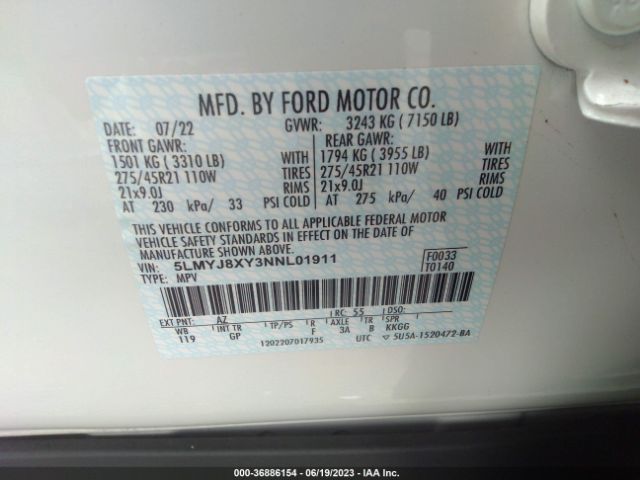 MFD. BY FORD MOTOR CO.
DATE: 07/22 GVWR: 3243 KG ( 7150 LB)
FRONT GAWR: REAR GAWR:
1501 KG ( 3310 LB) WITH 1794 KG ( 3955 LB) WITH
275/45R21 110W TIRES 275/45R21 110W TIRES
21x9.0J RIMS 21x9.0J RIMS
AT 230 kPa/ 33 PSI COLD AT 275 kPa/ 40 PSI COLD
THIS VEHICLE CONFORMS TO ALL APPLICABLE FEDERAL MOTOR
VEHICLE SAFETY STANDARDS IN EFFECT ON THE DATE OF
MANUFACTURE SHOWN ABOVE.
VIN: 5LMYJ8XY3NNL01911 F0033
TYPE: MPV T0140
EXT PNT: AZ RC: 55 DSO:
WB INT TR TP/PS R AXLE TR SPR
119 GP F 3A B KKGG
1202207017935 UTC 5U5A-1520472-BA
000-36886154 - 06/19/2023 - IAA Inc.